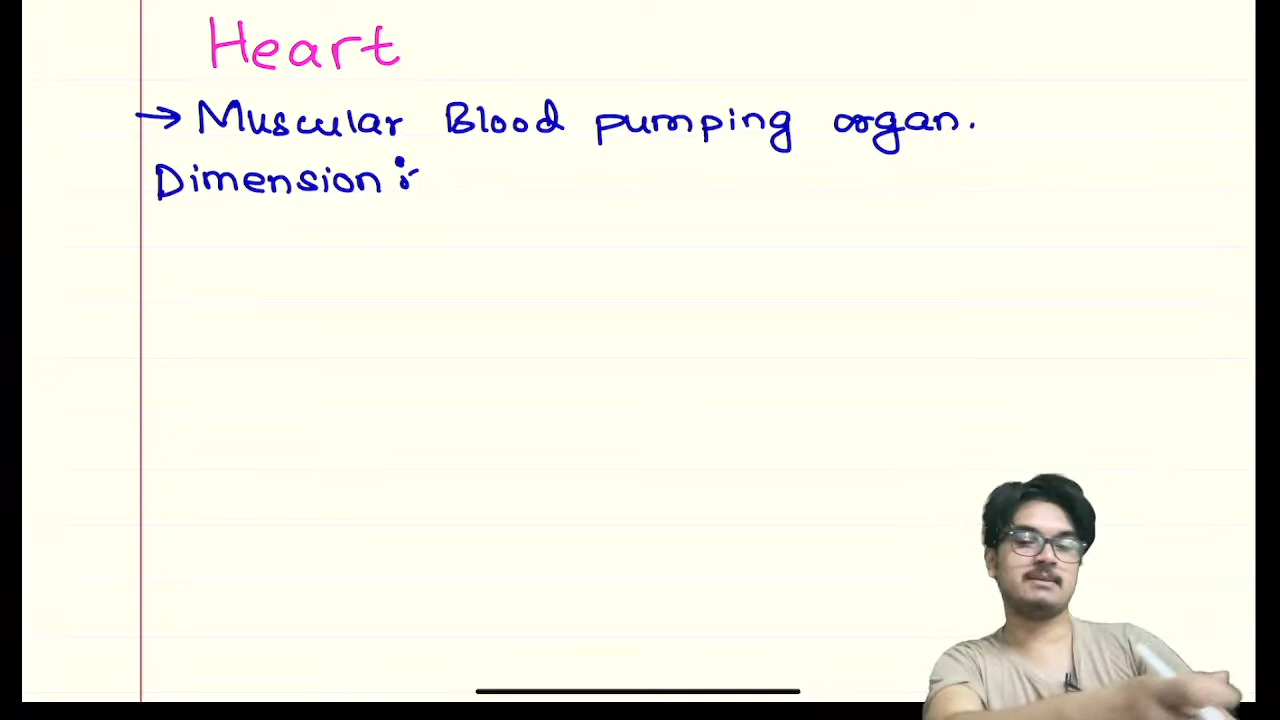 Heart
→ Muscular Blood pumping organ.
Dimension :-